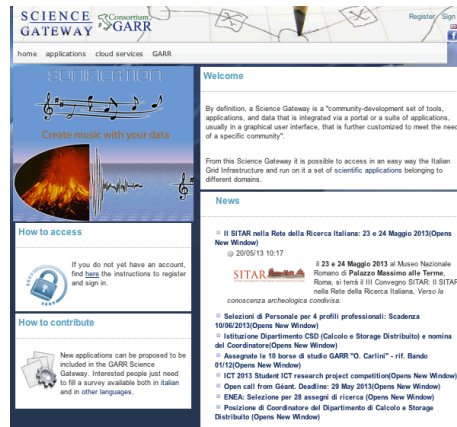 SCIENCE
GATEWAY
Consortium
GARR
Register Sign
home applications cloud services GARR
SONIFICATION
Create music with your data
Welcome
By definition, a Science Gateway is a "community-development set of tools,
applications, and data that is integrated via a portal or a suite of applications,
usually in a graphical user interface, that is further customized to meet the need
of a specific community".
From this Science Gateway it is possible to access in an easy way the Italian
Grid Infrastructure and run on it a set of scientific applications belonging to
different domains.
How to access
If you do not yet have an account,
find here the instructions to register
and sign in.
How to contribute
New applications can be proposed to be
included in the GARR Science
Gateway. Interested people just need
to fill a survey available both in italian
and in other languages.
News
Il SITAR nella Rete della Ricerca Italiana: 23 e 24 Maggio 2013(Opens
New Window)
20/05/13 10:17
SITAR
il 23 e 24 Maggio 2013 al Museo Nazionale
Romano di Palazzo Massimo alle Terme,
Roma, si terrà il III Convegno SITAR: Il SITAR
nella Rete della Ricerca Italiana, Verso la
conoscenza archeologica condivisa.
Selezioni di Personale per 4 profili professionali: Scadenza
10/06/2013(Opens New Window)
Istituzione Dipartimento CSD (Calcolo e Storage Distribuito) e nomina
del Coordinatore(Opens New Window)
Assegnate le 10 borse di studio GARR "O. Carlini" - rif. Bando
01/12(Opens New Window)
ICT 2013 Student ICT research project competition(Opens New Window)
Open call from Géant. Deadline: 29 May 2013(Opens New Window)
ENEA: Selezione per 28 assegni di ricerca (Opens New Window)
Posizione di Coordinatore del Dipartimento di Calcolo e Storage
Distribuito (Opens New Window)